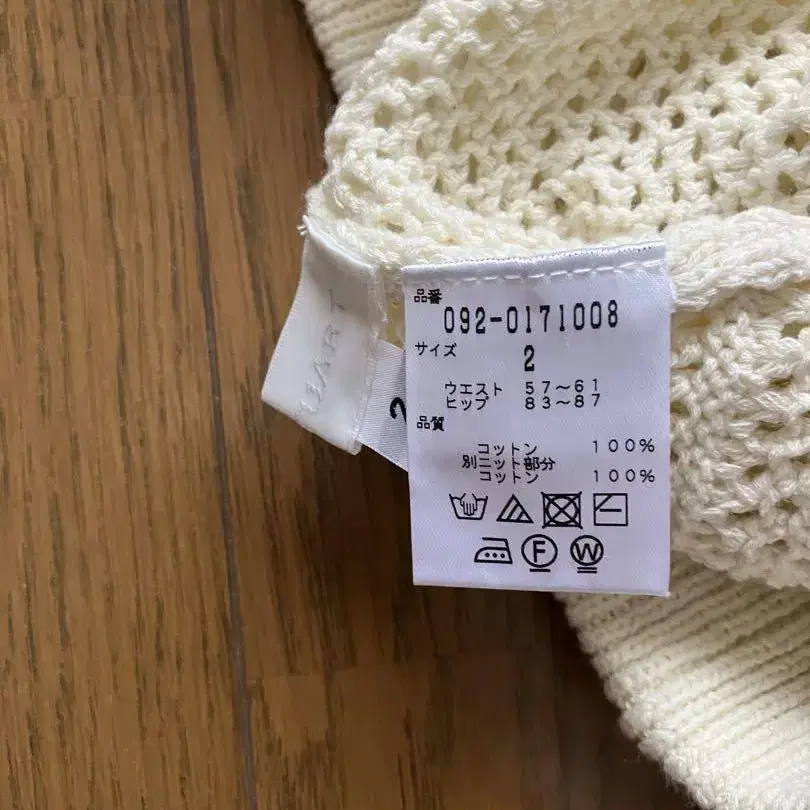 品番
092-0171008
サイズ 2
ウエスト 57〜61
ヒップ 83〜87
品質
コットン 100%
別ニット部分
コットン 100%
F W
2